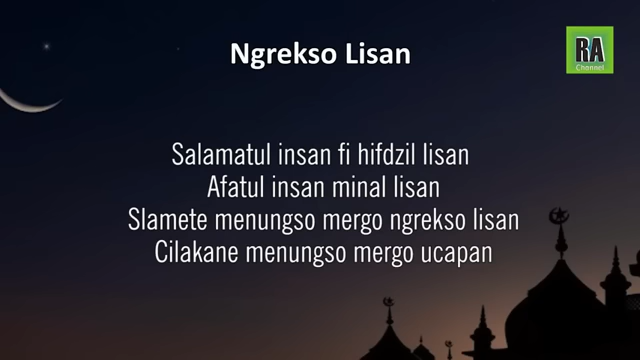 Ngrekso Lisan
RA
Channel
Salamatul insan fi hifdzil lisan
Afatul insan minal lisan
Slamete menungso mergo ngrekso lisan
Cilakane menungso mergo ucapan